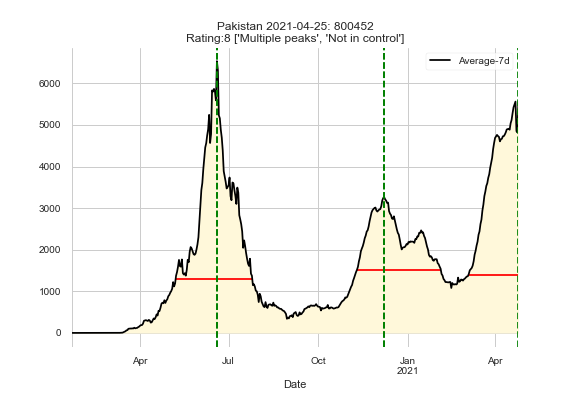 Pakistan 2021-04-25: 800452
Rating:8 ['Multiple peaks', 'Not in control']
Average-7d
6000
5000
4000
3000
2000
1000
0
Apr
Jul
Oct
Jan
2021
Apr
Date